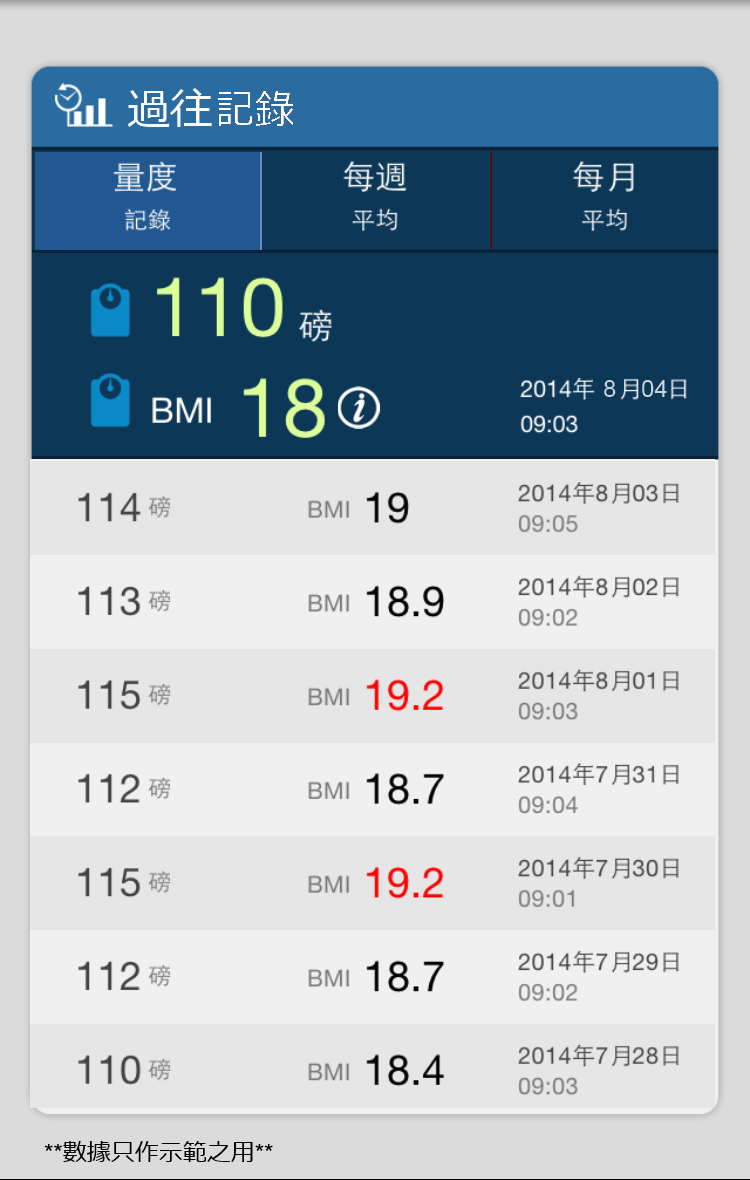 過往記錄
量度 每週 每月
記錄 平均 平均
110 磅
BMI 18 i 2014年 8月04日
09:03
114 磅 BMI 19 2014年8月03日
09:05
113 磅 BMI 18.9 2014年8月02日
09:02
115 磅 BMI 19.2 2014年8月01日
09:03
112 磅 BMI 18.7 2014年7月31日
09:04
115 磅 BMI 19.2 2014年7月30日
09:01
112 磅 BMI 18.7 2014年7月29日
09:02
110 磅 BMI 18.4 2014年7月28日
09:03
**數據只作示範之用**